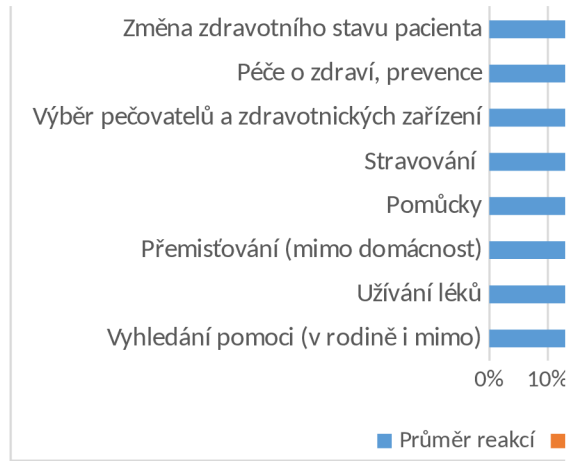 Změna zdravotního stavu pacienta
Péče o zdraví, prevence
Výběr pečovatelů a zdravotnických zařízení
Stravování
Pomůcky
Přemisťování (mimo domácnost)
Užívání léků
Vyhledání pomoci (v rodině i mimo)
0% 10%
Průměr reakcí